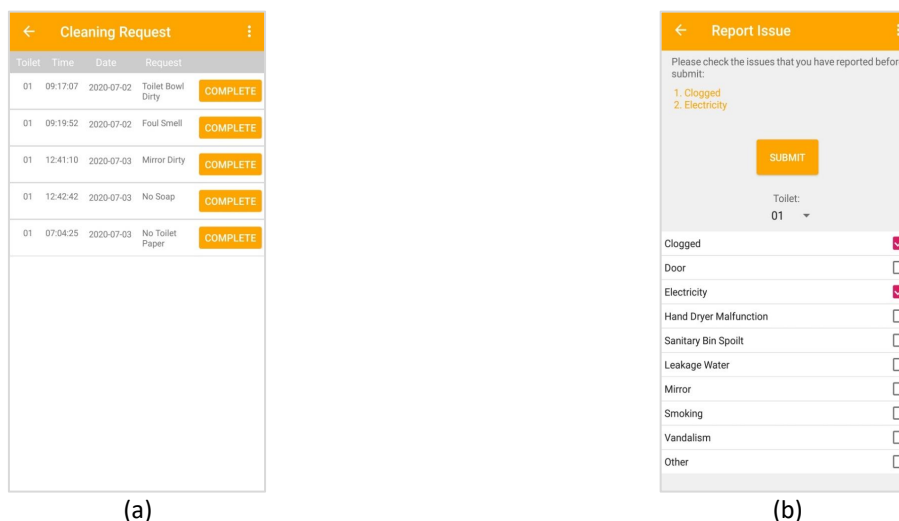 Cleaning Request
Toilet Time Date Request
01 09:17:07 2020-07-02 Toilet Bowl
Dirty
COMPLETE
01 09:19:52 2020-07-02 Foul Smell
COMPLETE
01 12:41:10 2020-07-03 Mirror Dirty
COMPLETE
01 12:42:42 2020-07-03 No Soap
COMPLETE
01 07:04:25 2020-07-03 No Toilet
Paper
COMPLETE
(a)
Report Issue
Please check the issues that you have reported befor
submit:
1. Clogged
2. Electricity
SUBMIT
Toilet:
01
Clogged
Door
Electricity
Hand Dryer Malfunction
Sanitary Bin Spoilt
Leakage Water
Mirror
Smoking
Vandalism
Other
(b)